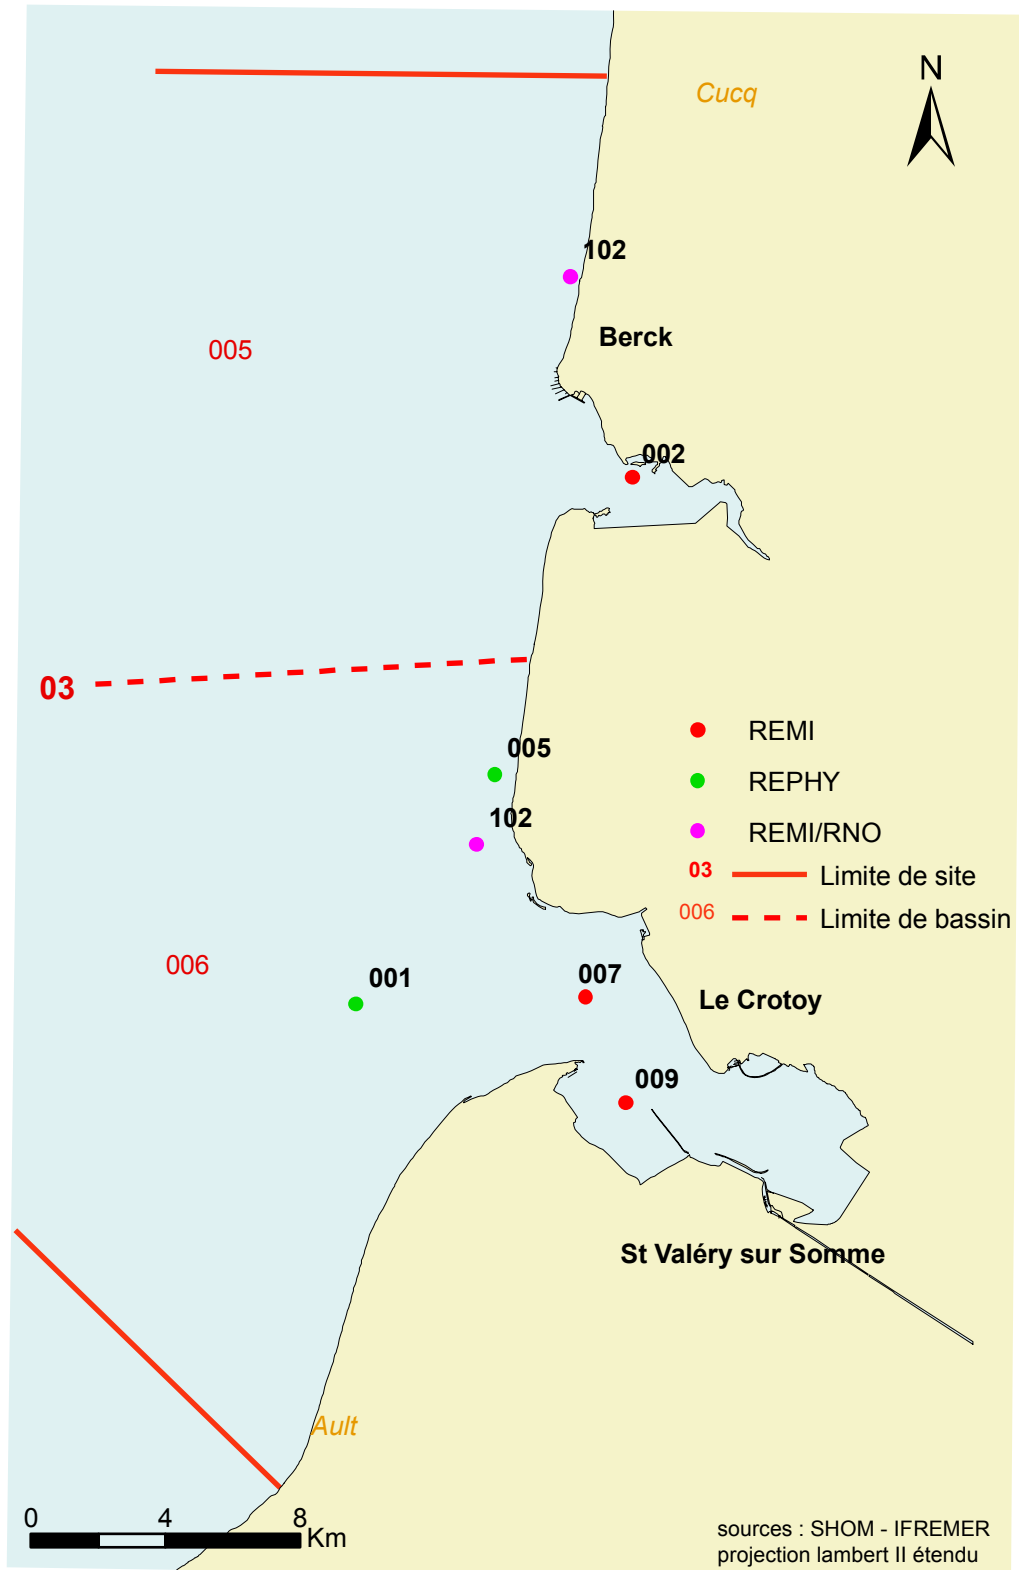 N
Cucq
102
Berck
005
002
03
005
102
REMI
REPHY
REMI/RNO
03 Limite de site
006 Limite de bassin
006
001
007
Le Crotoy
009
St Valéry sur Somme
Ault
0 4 8
Km
sources : SHOM - IFREMER
projection lambert II étendu